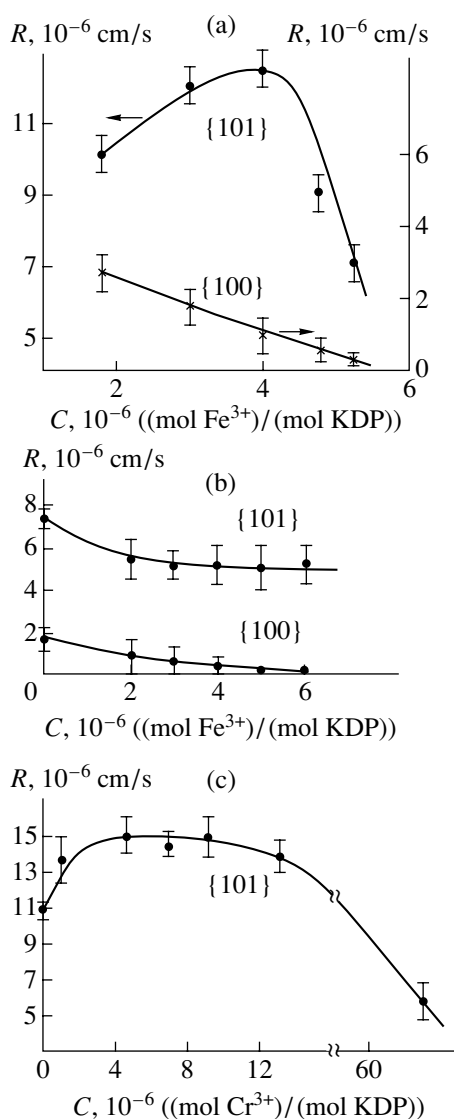 R, 10⁻⁶ cm/s (a) R, 10⁻⁶ cm/s
11
9
7
5
6
4
2
0
{101}
{100}
2 4 6
C, 10⁻⁶ ((mol Fe³⁺)/(mol KDP))
R, 10⁻⁶ cm/s (b)
8
6
4
2
{101}
{100}
0 2 4 6
C, 10⁻⁶ ((mol Fe³⁺)/(mol KDP))
R, 10⁻⁶ cm/s (c)
15
13
11
9
7
5
{101}
0 4 8 12 60
C, 10⁻⁶ ((mol Cr³⁺)/(mol KDP))